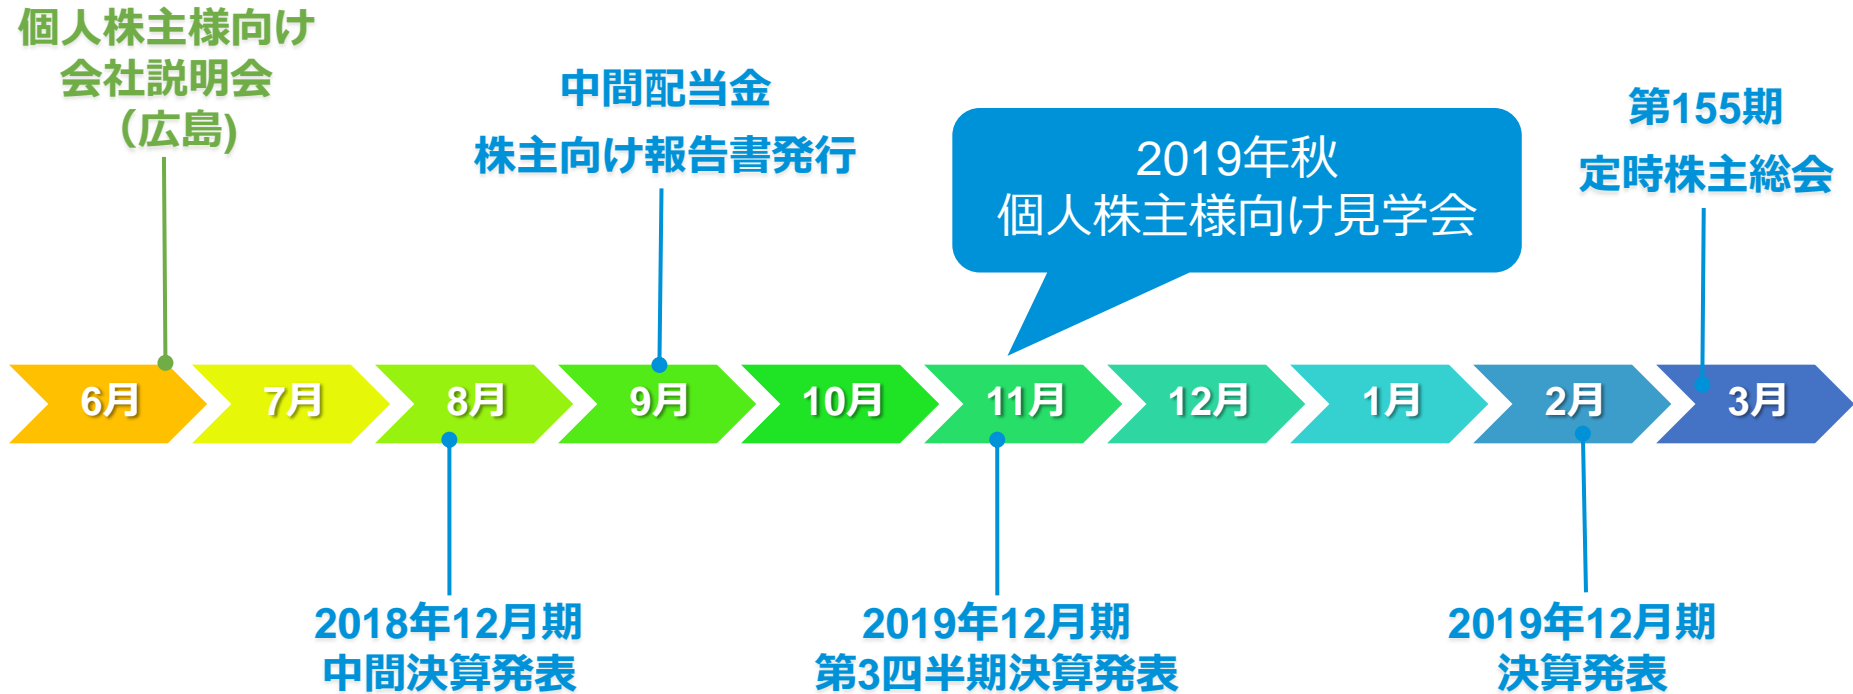 個人株主様向け
会社説明会
（広島)
中間配当金
株主向け報告書発行
2019年秋
個人株主様向け見学会
第155期
定時株主総会
6月
7月
8月
9月
10月
11月
12月
1月
2月
3月
2018年12月期
中間決算発表
2019年12月期
第3四半期決算発表
2019年12月期
決算発表